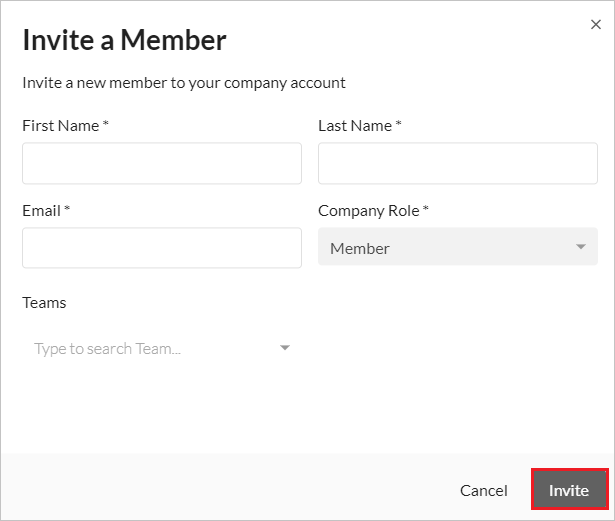 Invite a Member
Invite a new member to your company account
First Name *
Last Name *
Email *
Company Role *
Member
Teams
Type to search Team...
Cancel
Invite